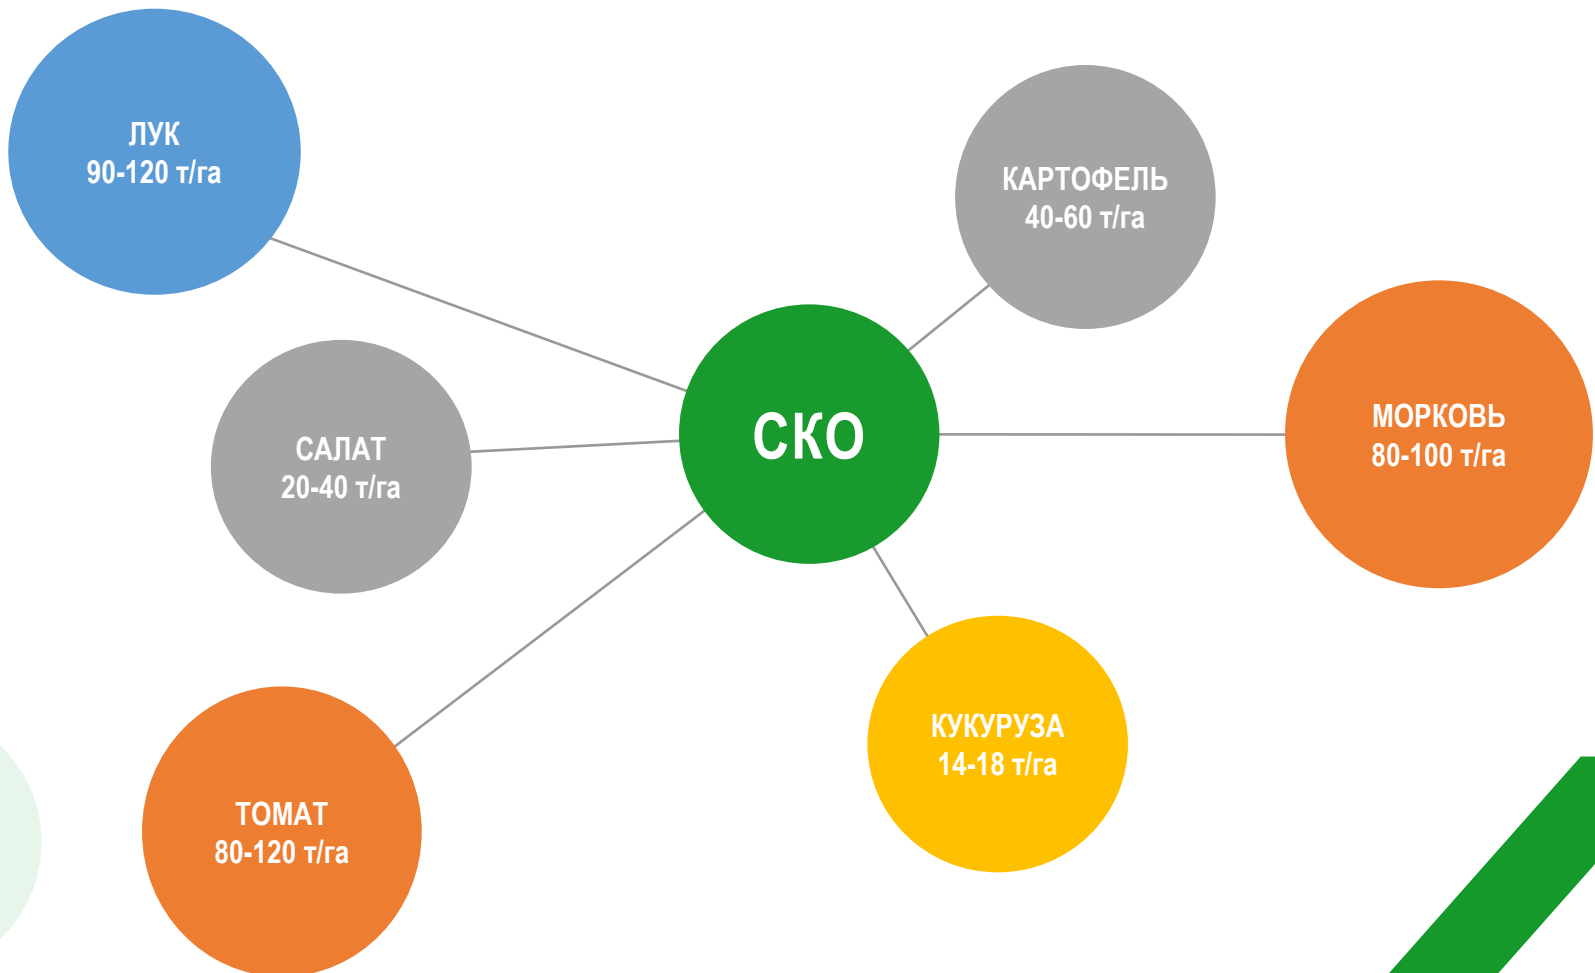 ЛУК
90-120 т/га
КАРТОФЕЛЬ
40-60 т/га
СКО
МОРКОВЬ
80-100 т/га
САЛАТ
20-40 т/га
КУКУРУЗА
14-18 т/га
ТОМАТ
80-120 т/га